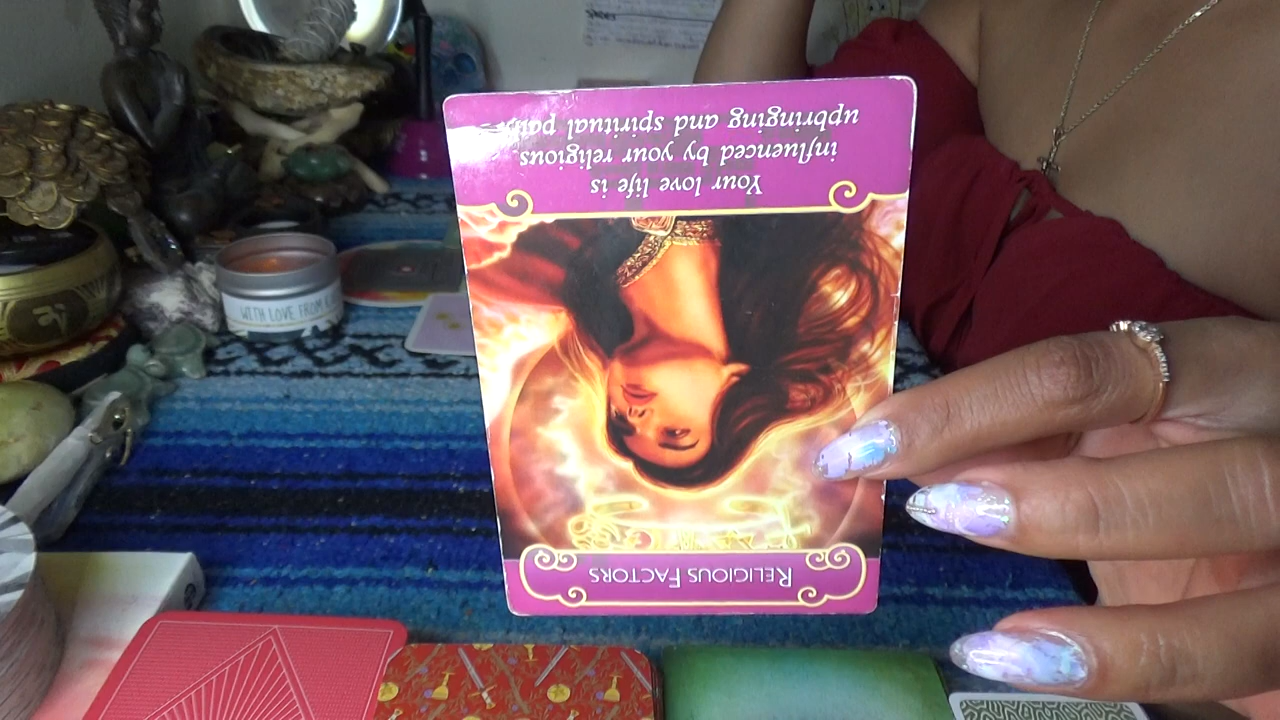 RELIGIOUS FACTORS
Your love life is
influenced by your religious
upbringing and spiritual path.
WITH LOVE FROM